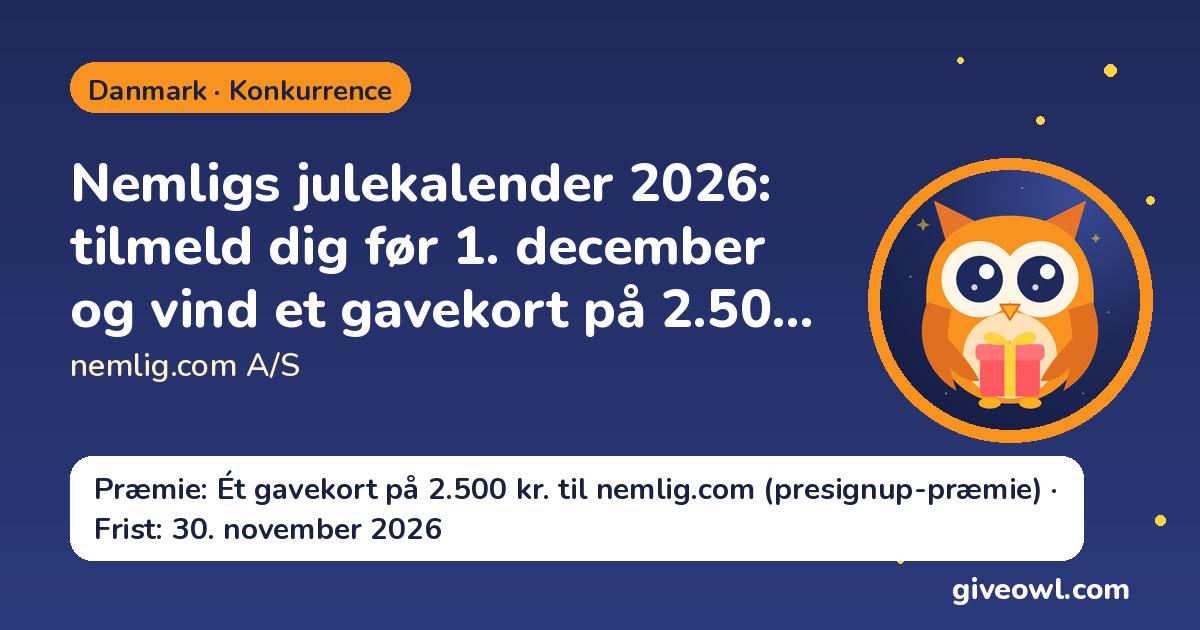 Danmark · Konkurrence
Nemligs julekalender 2026:
tilmeld dig før 1. december
og vind et gavekort på 2.50...
nemlig.com A/S
Præmie: Ét gavekort på 2.500 kr. til nemlig.com (presignup-præmie) ·
Frist: 30. november 2026
giveowl.com